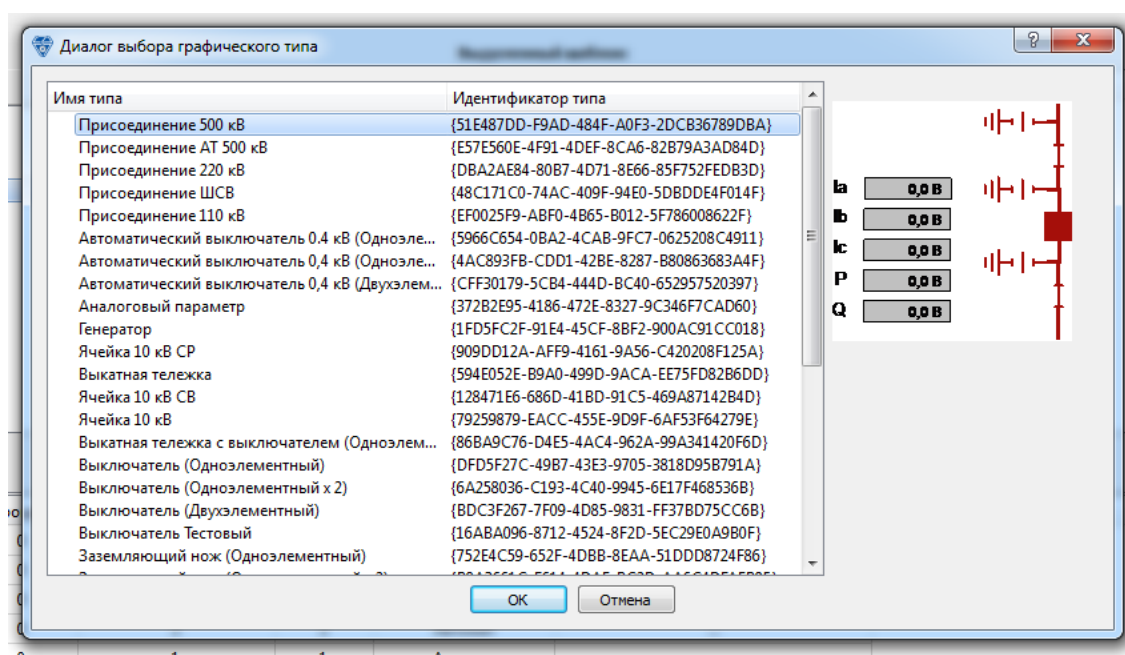 Диалог выбора графического типа
Имя типа Идентификатор типа
Присоединение 500 кВ {51E487DD-F9AD-484F-A0F3-2DCB36789DBA}
Присоединение АТ 500 кВ {E57E560E-4F91-4DEF-8CA6-82B79A3AD84D}
Присоединение 220 кВ {DBA2AE84-80B7-4D71-8E66-85F752FEDB3D}
Присоединение ШСВ {48C171C0-74AC-409F-94E0-5DBDDE4F014F}
Присоединение 110 кВ {EF0025F9-ABF0-4B65-B012-5F786008622F}
Автоматический выключатель 0.4 кВ (Одноэле... {5966C654-0BA2-4CAB-9FC7-0625208C4911}
Автоматический выключатель 0,4 кВ (Одноэле... {4AC893FB-CDD1-42BE-8287-B80863683A4F}
Автоматический выключатель 0,4 кВ (Двухэлем... {CFF30179-5CB4-444D-BC40-652957520397}
Аналоговый параметр {372B2E95-4186-472E-8327-9C346F7CAD60}
Генератор {1FD5FC2F-91E4-45CF-8BF2-900AC91CC018}
Ячейка 10 кВ СР {909DD12A-AFF9-4161-9A56-C420208F125A}
Выкатная тележка {594E052E-B9A0-499D-9ACA-EE75FD82B6DD}
Ячейка 10 кВ СВ {128471E6-686D-41BD-91C5-469A87142B4D}
Ячейка 10 кВ {79259879-EACC-455E-9D9F-6AF53F64279E}
Выкатная тележка с выключателем (Одноэлем... {86BA9C76-D4E5-4AC4-962A-99A341420F6D}
Выключатель (Одноэлементный) {DFD5F27C-49B7-43E3-9705-3818D95B791A}
Выключатель (Одноэлементный x 2) {6A258036-C193-4C40-9945-6E17F468536B}
Выключатель (Двухэлементный) {BDC3F267-7F09-4D85-9831-FF37BD75CC6B}
Выключатель Тестовый {16ABA096-8712-4524-8F2D-5EC29E0A9B0F}
Заземляющий нож (Одноэлементный) {752E4C59-652F-4DBB-8EAA-51DDD8724F86}
Ia 0,0 В
Ib 0,0 В
Ic 0,0 В
P 0,0 В
Q 0,0 В
OK Отмена